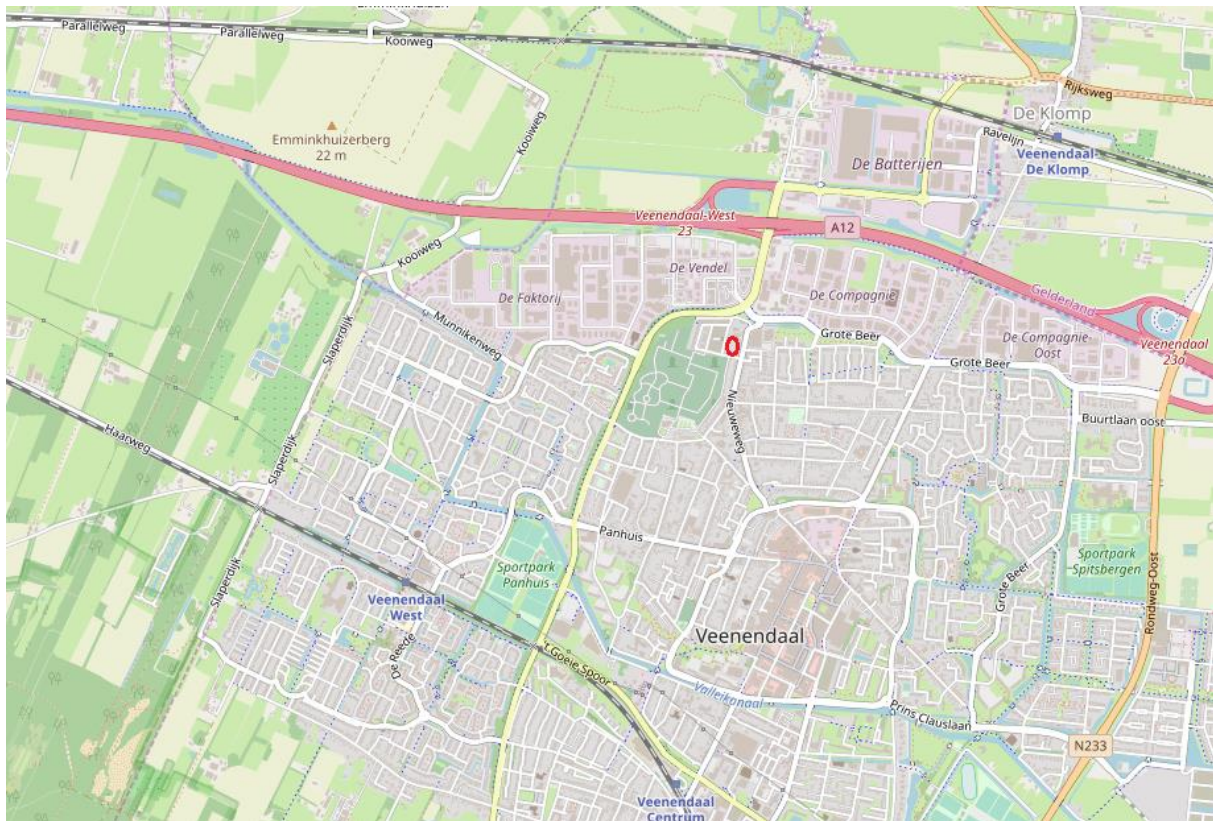 Parallelweg
Parallelweg
Kooiweg
Rijksweg
De Klomp
Ravelijn
Veenendaal-
De Klomp
Emminkhuizerberg
22 m
Kooiweg
De Batterijen
Veenendaal-West
23
A12
Kooiweg
De Vendel
Gelderland
De Faktorij
De Compagnie
Munnikenweg
Grote Beer
De Compagnie
Oost
Veenendaal
23a
Slaperdijk
Grote Beer
Nieuweweg
Buurtlaan oost
Haarweg
Slaperdijk
Panhuis
Sportpark
Panhuis
Sportpark
Spitsbergen
Grote Beer
Slaperdijk
Veenendaal
West
Rondweg-Oost
Veenendaal
De Reede
't Goeie Spoor
Valleikanaal
Prins Clauslaan
N233
Veenendaal
Centrum